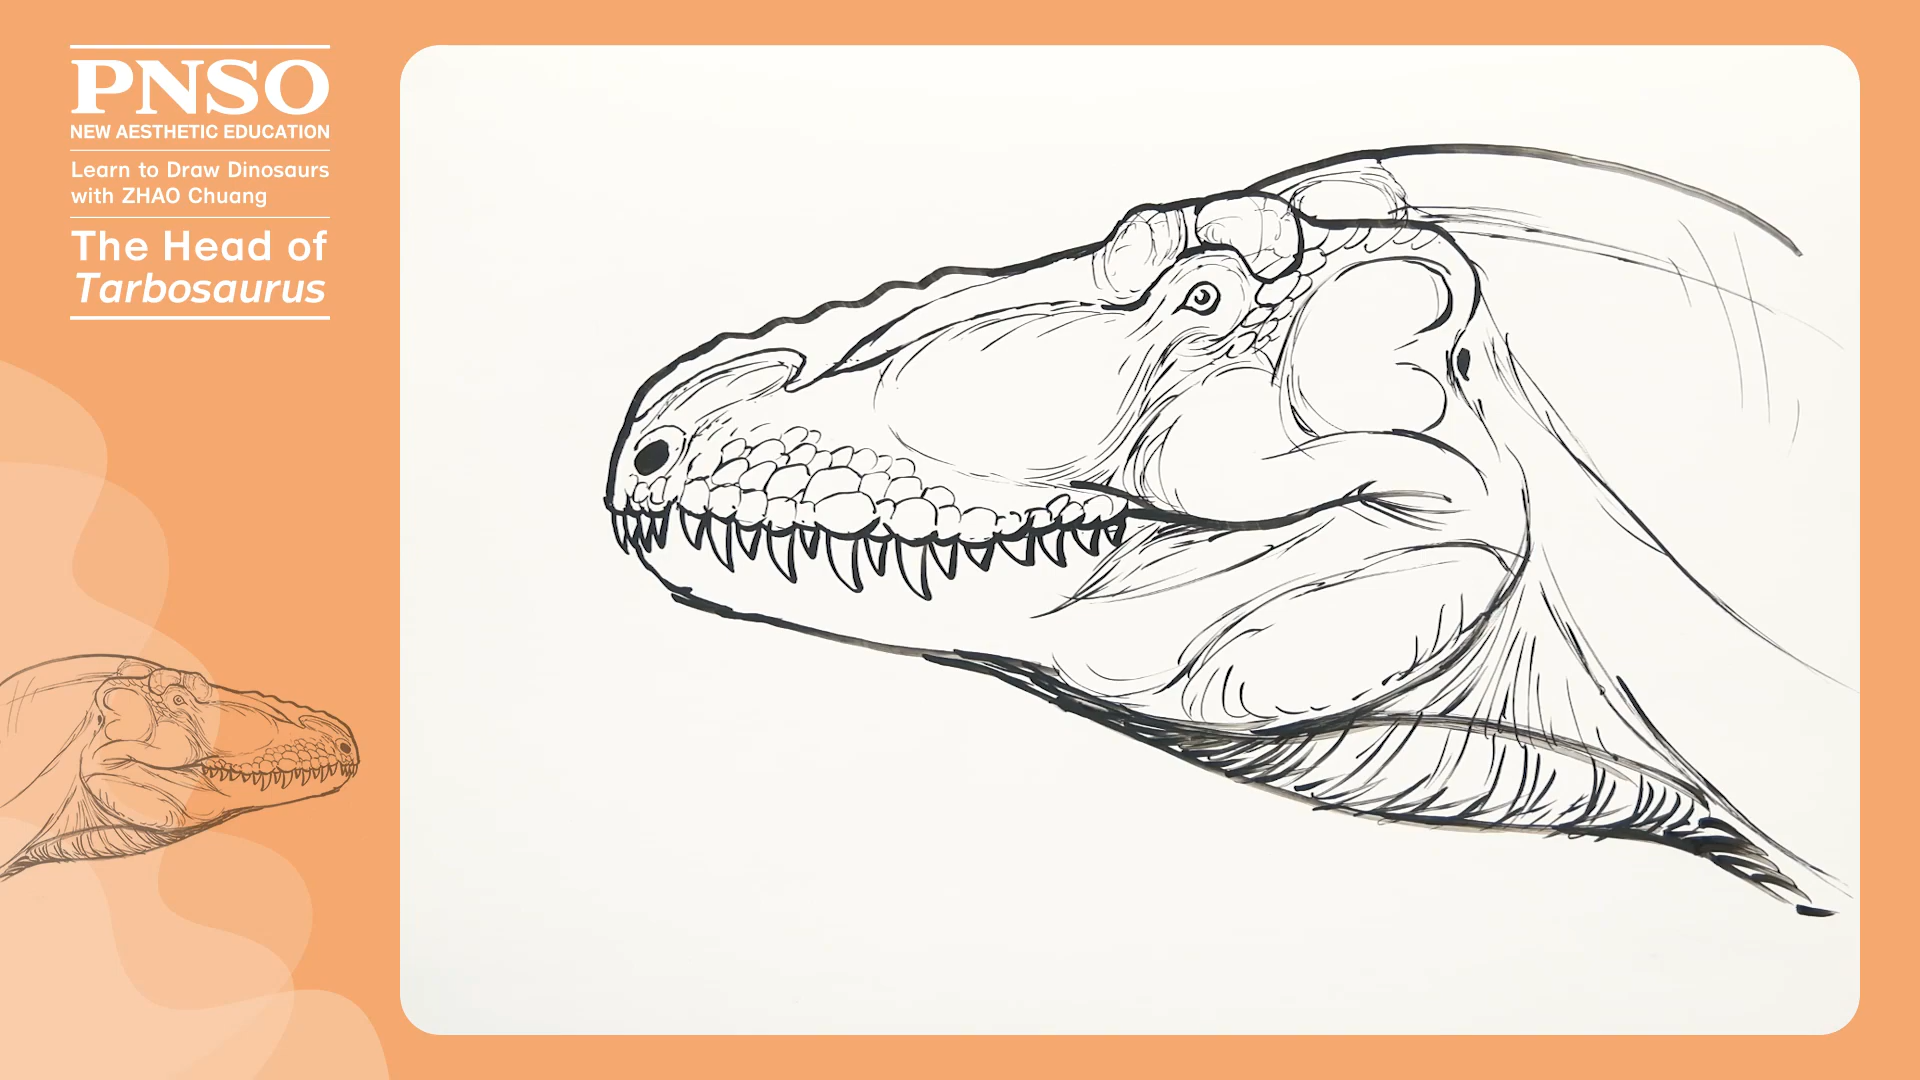 PNSO
NEW AESTHETIC EDUCATION
Learn to Draw Dinosaurs
with ZHAO Chuang
The Head of
Tarbosaurus